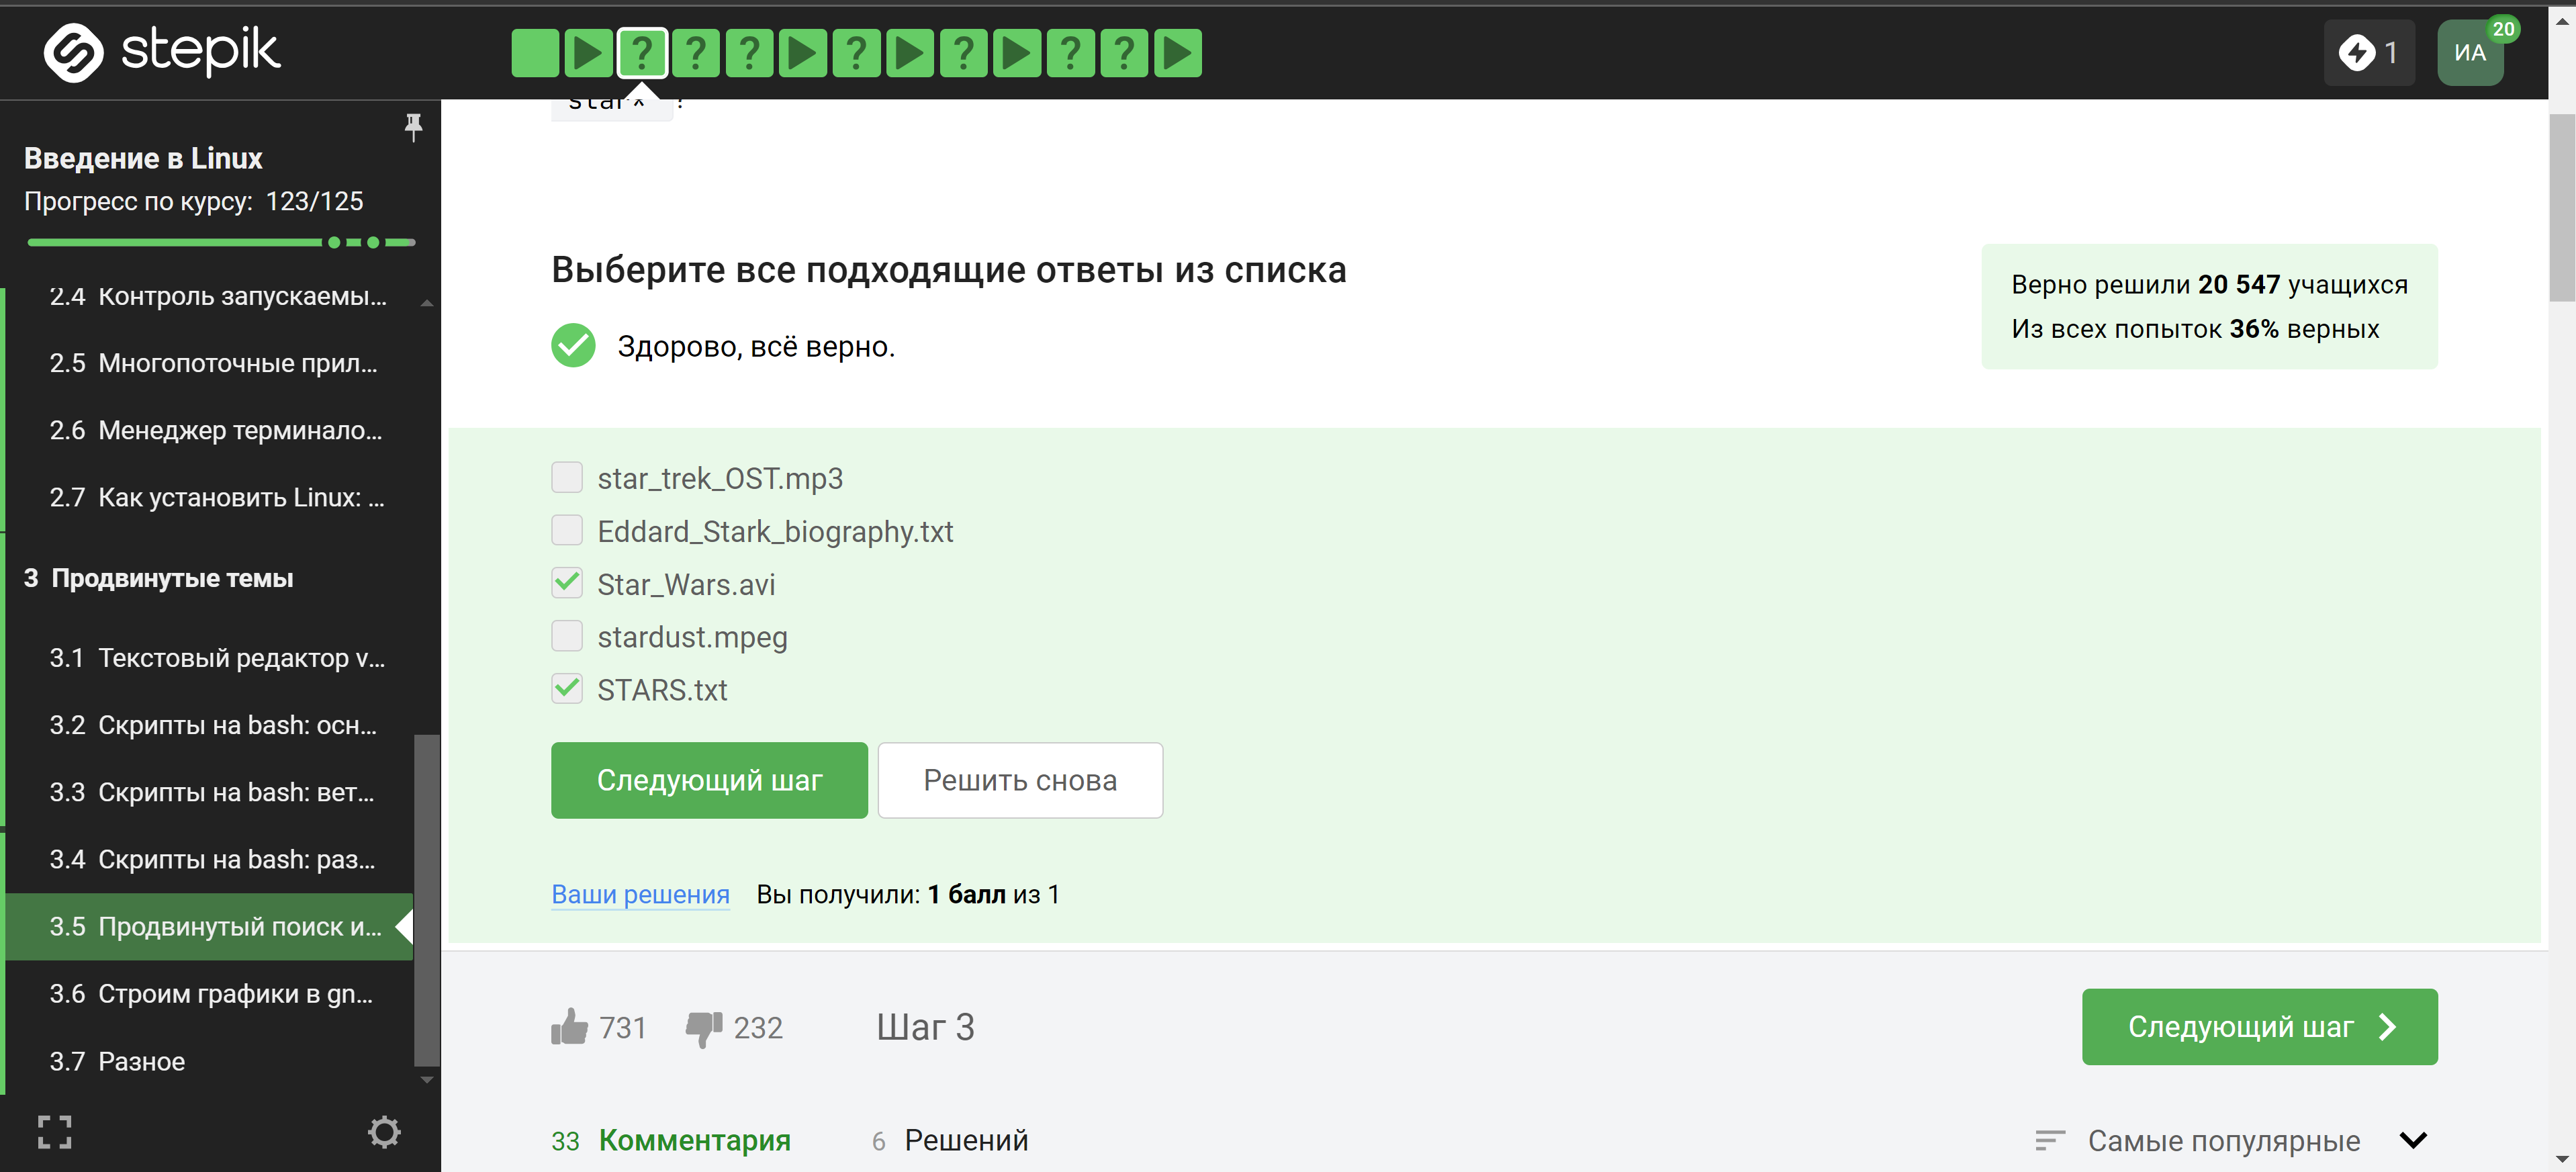 stepik
? ? ? ? ? ? ?
1
ИА
20
Введение в Linux
Прогресс по курсу: 123/125
2.4 Контроль запускаемы...
2.5 Многопоточные прил...
2.6 Менеджер терминало...
2.7 Как установить Linux: ...
3 Продвинутые темы
3.1 Текстовый редактор v...
3.2 Скрипты на bash: осн...
3.3 Скрипты на bash: вет...
3.4 Скрипты на bash: раз...
3.5 Продвинутый поиск и...
3.6 Строим графики в gn...
3.7 Разное
Выберите все подходящие ответы из списка
Здорово, всё верно.
Верно решили 20 547 учащихся
Из всех попыток 36% верных
star_trek_OST.mp3
Eddard_Stark_biography.txt
Star_Wars.avi
stardust.mpeg
STARS.txt
Следующий шаг
Решить снова
Ваши решения Вы получили: 1 балл из 1
731 232 Шаг 3
Следующий шаг
33 Комментария 6 Решений
Самые популярные